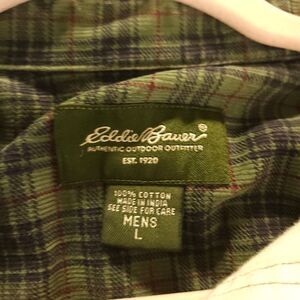 Eddie Bauer®
AUTHENTIC OUTDOOR OUTFITTER
EST. 1920
100% COTTON
MADE IN INDIA
SEE SIDE FOR CARE
MENS
L